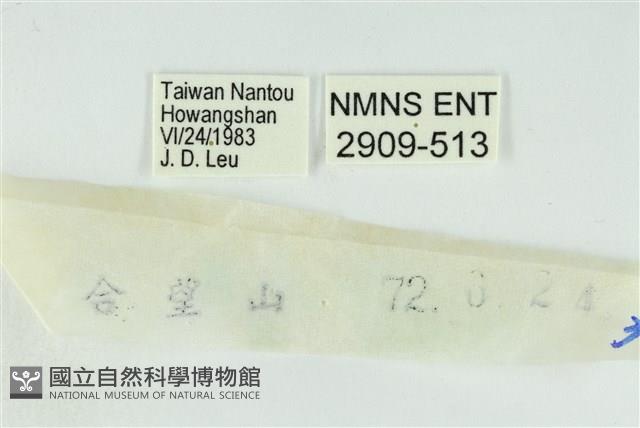 Taiwan Nantou
Howangshan
VI/24/1983
J. D. Leu
NMNS ENT
2909-513
合望山 72.6.24
國立自然科學博物館
NATIONAL MUSEUM OF NATURAL SCIENCE